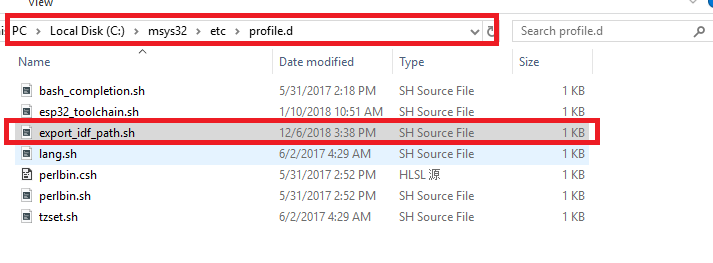 View
PC > Local Disk (C:) > msys32 > etc > profile.d
Search profile.d
Name Date modified Type Size
bash_completion.sh 5/31/2017 2:18 PM SH Source File 1 KB
esp32_toolchain.sh 1/10/2018 10:51 AM SH Source File 1 KB
export_idf_path.sh 12/6/2018 3:38 PM SH Source File 1 KB
lang.sh 6/2/2017 4:29 AM SH Source File 1 KB
perlbin.csh 5/31/2017 2:52 PM HLSL 源 1 KB
perlbin.sh 5/31/2017 2:52 PM SH Source File 1 KB
tzset.sh 6/2/2017 4:29 AM SH Source File 1 KB